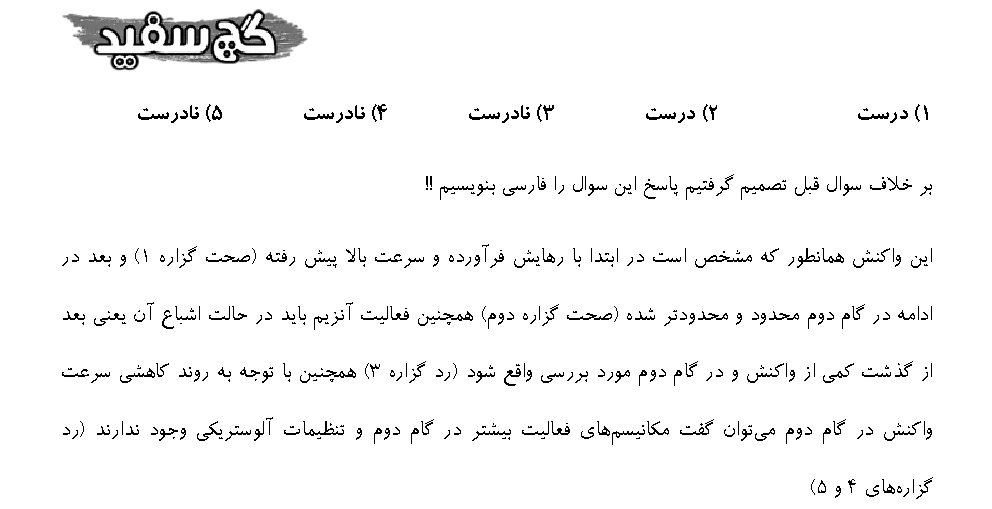 گچ سفید
۱) درست ۲) درست ۳) نادرست ۴) نادرست ۵) نادرست
بر خلاف سوال قبل تصمیم گرفتیم پاسخ این سوال را فارسی بنویسیم !!
این واکنش همانطور که مشخص است در ابتدا با رهایش فرآورده و سرعت بالا پیش رفته (صحت گزاره ۱) و بعد در
ادامه در گام دوم محدود و محدودتر شده (صحت گزاره دوم) همچنین فعالیت آنزیم باید در حالت اشباع آن یعنی بعد
از گذشت کمی از واکنش و در گام دوم مورد بررسی واقع شود (رد گزاره ۳) همچنین با توجه به روند کاهشی سرعت
واکنش در گام دوم می‌توان گفت مکانیسم‌های فعالیت بیشتر در گام دوم و تنظیمات آلوستریکی وجود ندارند (رد
گزاره‌های ۴ و ۵)